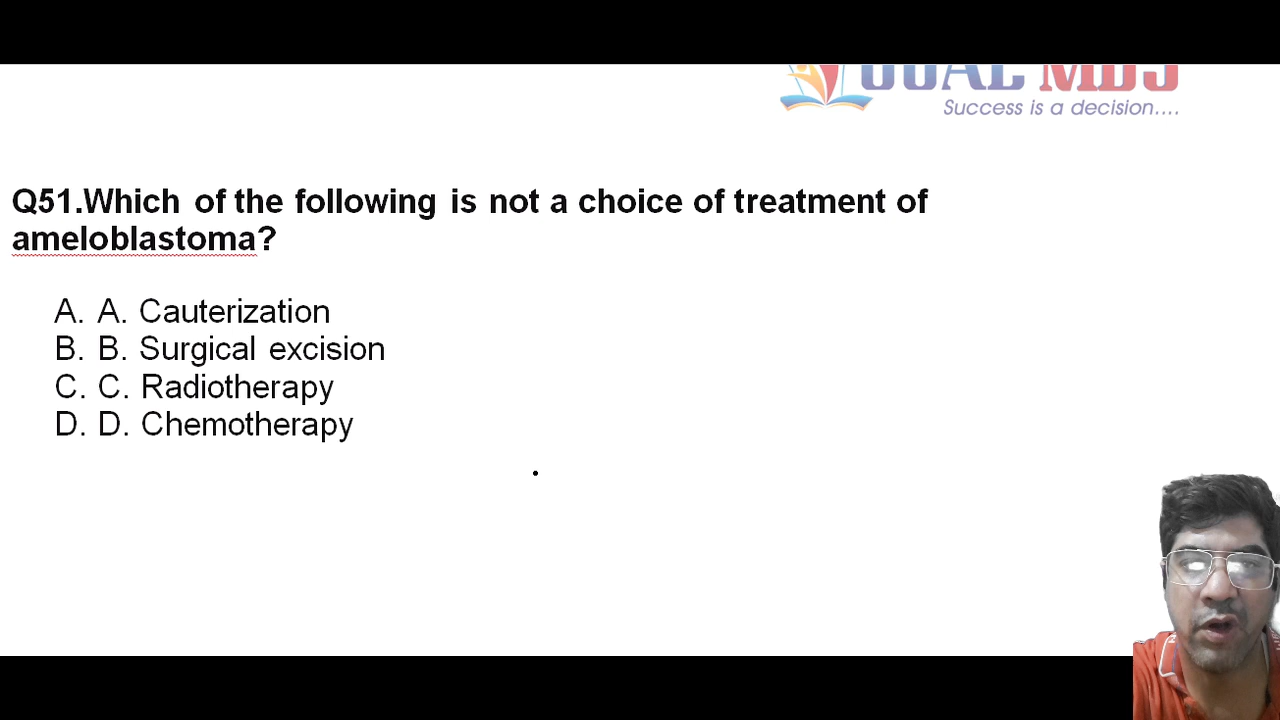 Success is a decision....
Q51.Which of the following is not a choice of treatment of
ameloblastoma?
A. A. Cauterization
B. B. Surgical excision
C. C. Radiotherapy
D. D. Chemotherapy